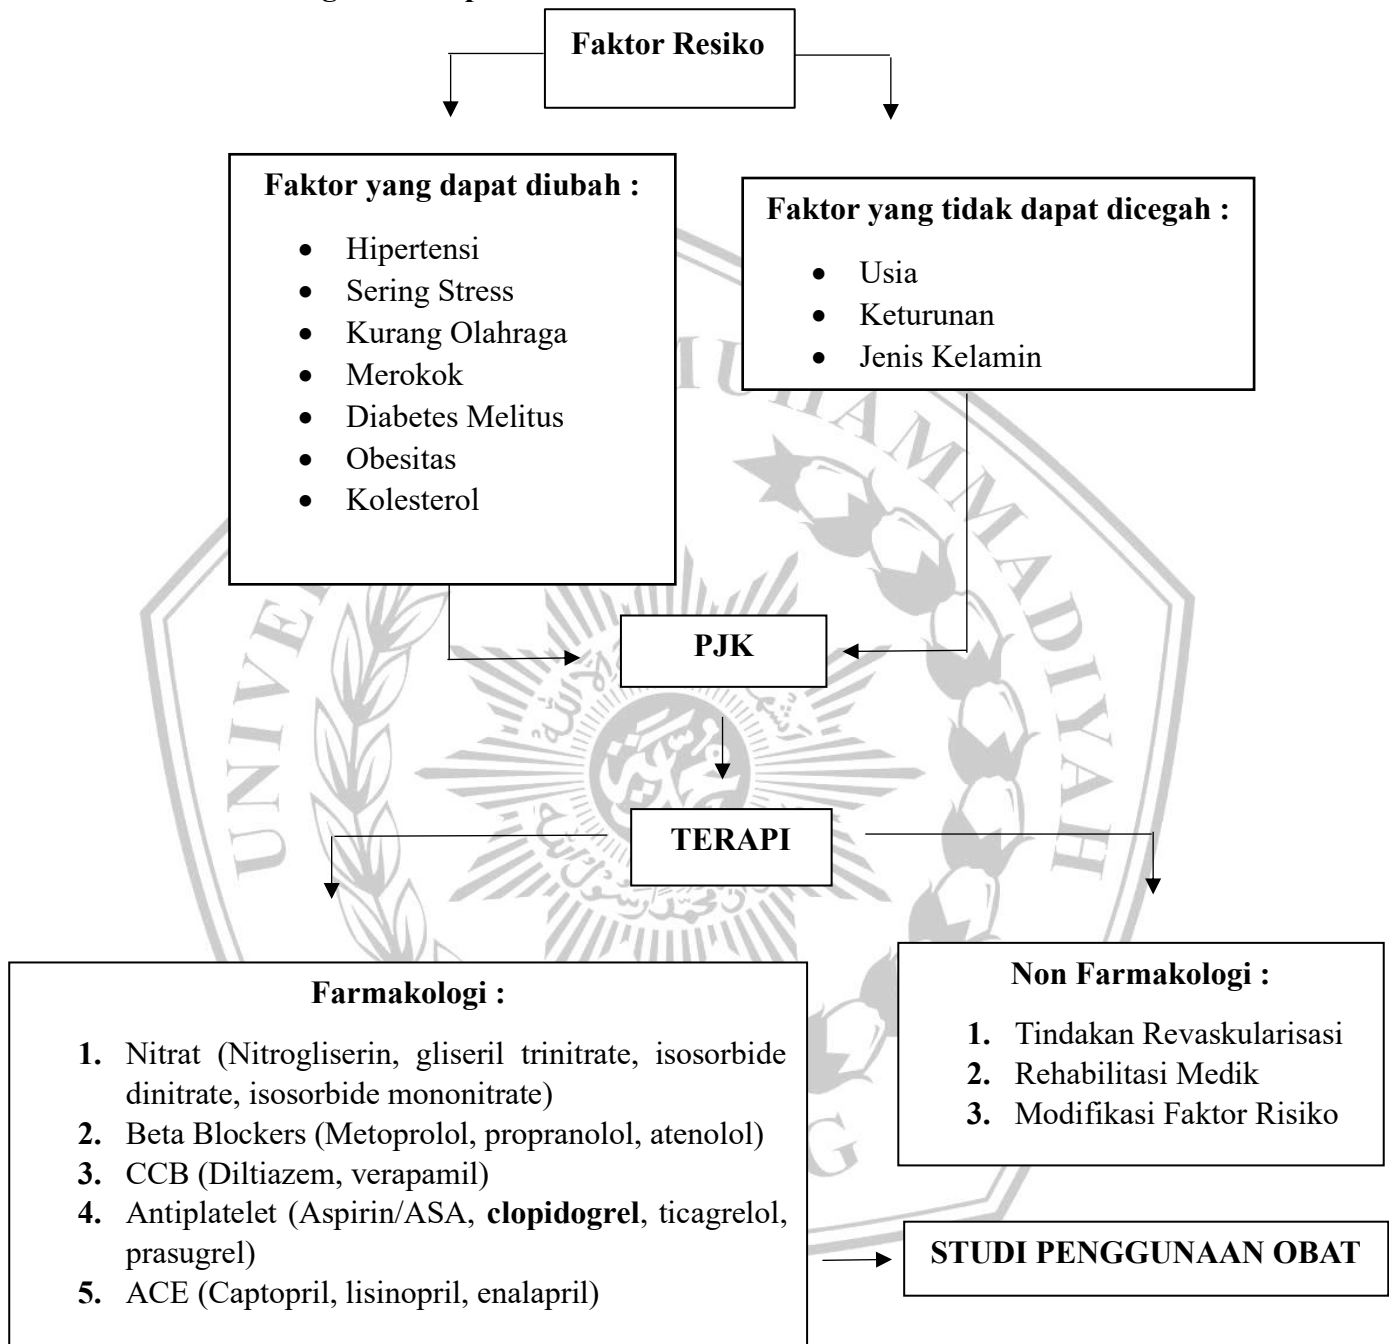 Faktor Resiko
Faktor yang dapat diubah :
• Hipertensi
• Sering Stress
• Kurang Olahraga
• Merokok
• Diabetes Melitus
• Obesitas
• Kolesterol
Faktor yang tidak dapat dicegah :
• Usia
• Keturunan
• Jenis Kelamin
PJK
TERAPI
Farmakologi :
1. Nitrat (Nitrogliserin, gliseril trinitrate, isosorbide
dinitrate, isosorbide mononitrate)
2. Beta Blockers (Metoprolol, propranolol, atenolol)
3. CCB (Diltiazem, verapamil)
4. Antiplatelet (Aspirin/ASA, clopidogrel, ticagrelol,
prasugrel)
5. ACE (Captopril, lisinopril, enalapril)
Non Farmakologi :
1. Tindakan Revaskularisasi
2. Rehabilitasi Medik
3. Modifikasi Faktor Risiko
STUDI PENGGUNAAN OBAT
MUHAMMADIYAH